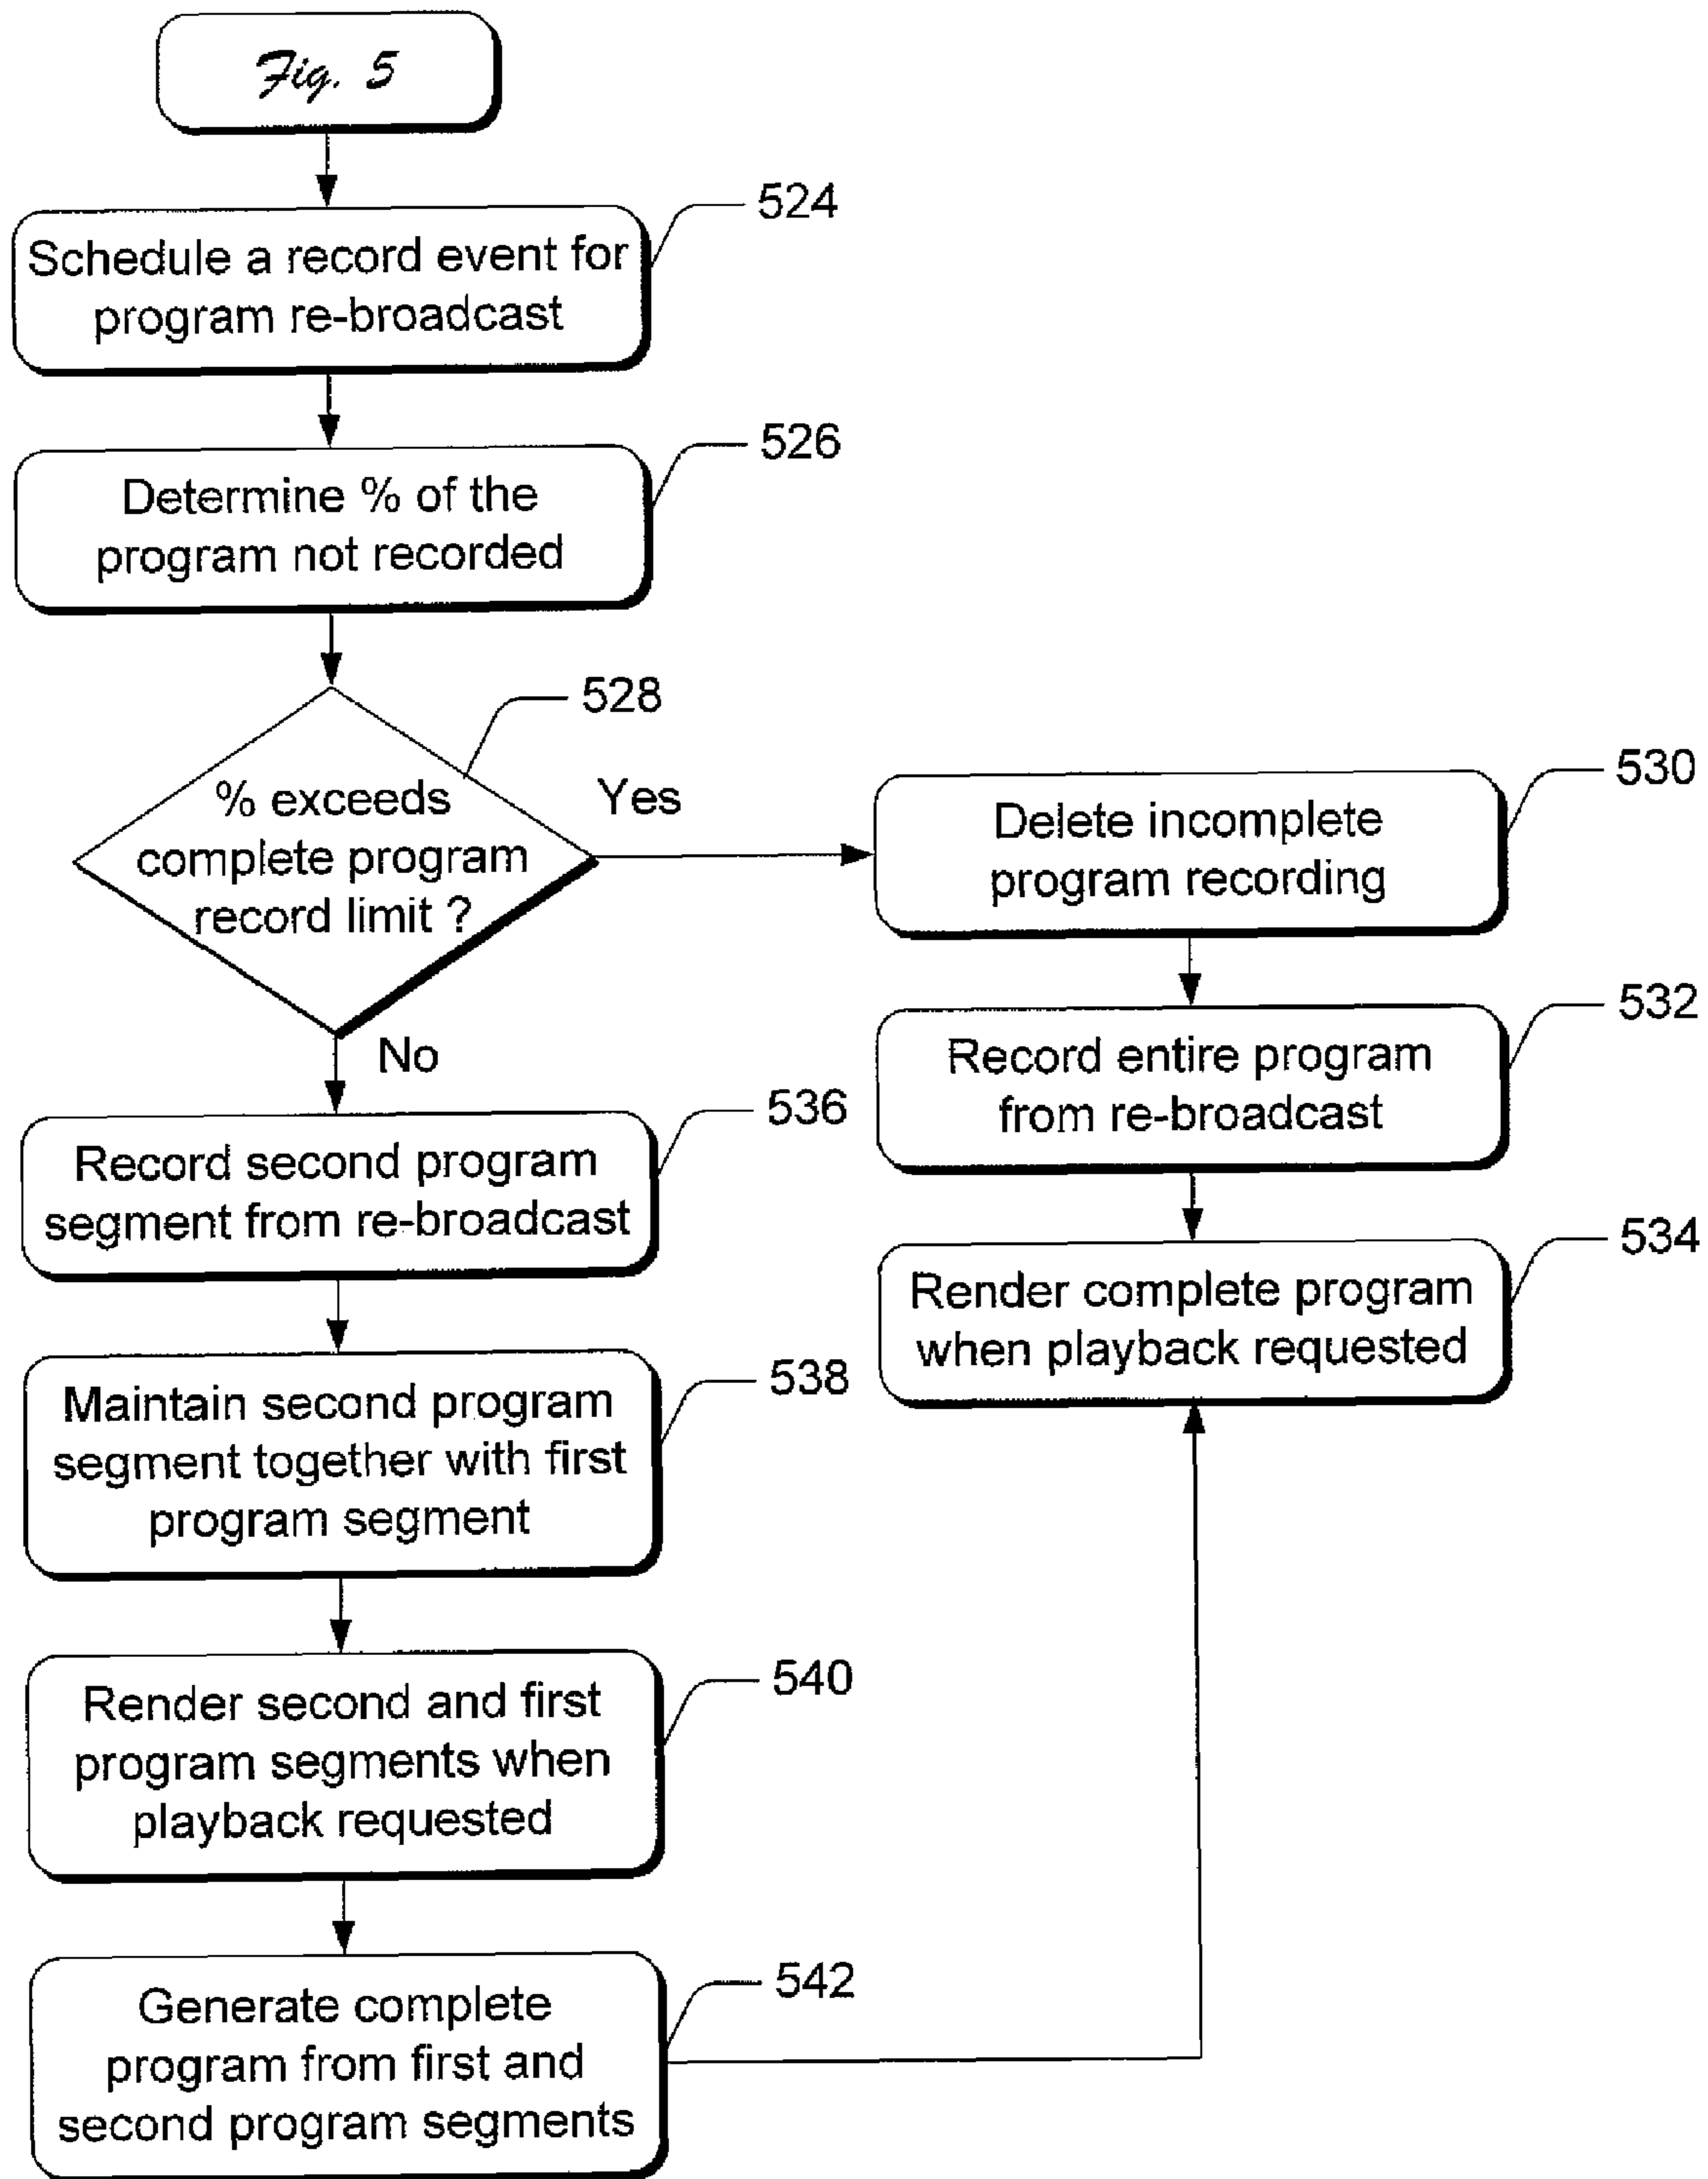 Fig. 5
524
Schedule a record event for
program re-broadcast
526
Determine % of the
program not recorded
528
% exceeds
complete program
record limit ?
Yes
No
530
Delete incomplete
program recording
532
Record entire program
from re-broadcast
534
Render complete program
when playback requested
536
Record second program
segment from re-broadcast
538
Maintain second program
segment together with first
program segment
540
Render second and first
program segments when
playback requested
542
Generate complete
program from first and
second program segments